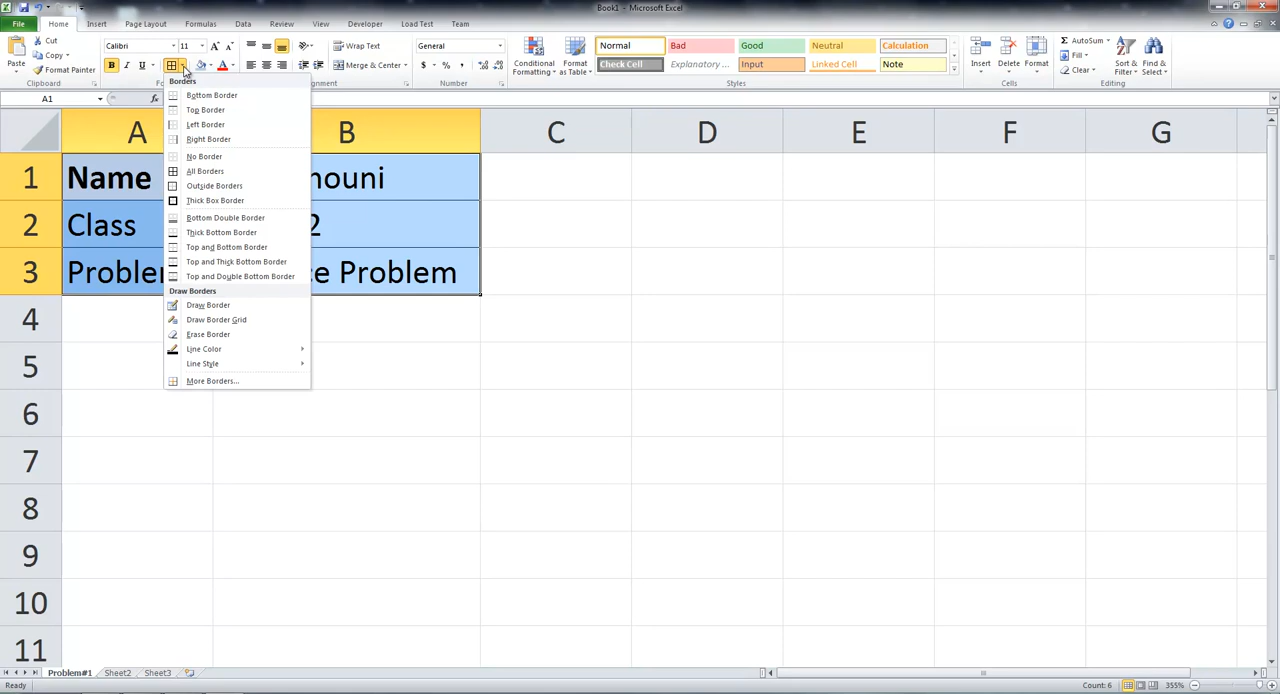 Book1 - Microsoft Excel
File Home Insert Page Layout Formulas Data Review View Developer Load Test Team
Cut
Copy
Format Painter
Paste
Clipboard
Calibri 11
B I U
Wrap Text
Merge & Center
General
$ % ,
Number
Conditional Formatting
Format as Table
Normal Bad Good Neutral Calculation
Check Cell Explanatory ... Input Linked Cell Note
Styles
Insert Delete Format
Cells
AutoSum
Fill
Clear
Sort & Filter
Find & Select
Editing
A1 fx
Borders
Bottom Border
Top Border
Left Border
Right Border
No Border
All Borders
Outside Borders
Thick Box Border
Bottom Double Border
Thick Bottom Border
Top and Bottom Border
Top and Thick Bottom Border
Top and Double Bottom Border
Draw Borders
Draw Border
Draw Border Grid
Erase Border
Line Color
Line Style
More Borders...
A B C D E F G
1 Name
2 Class 2
3 Problem
4
5
6
7
8
9
10
11
Problem#1 Sheet2 Sheet3
Ready Count: 6 355%